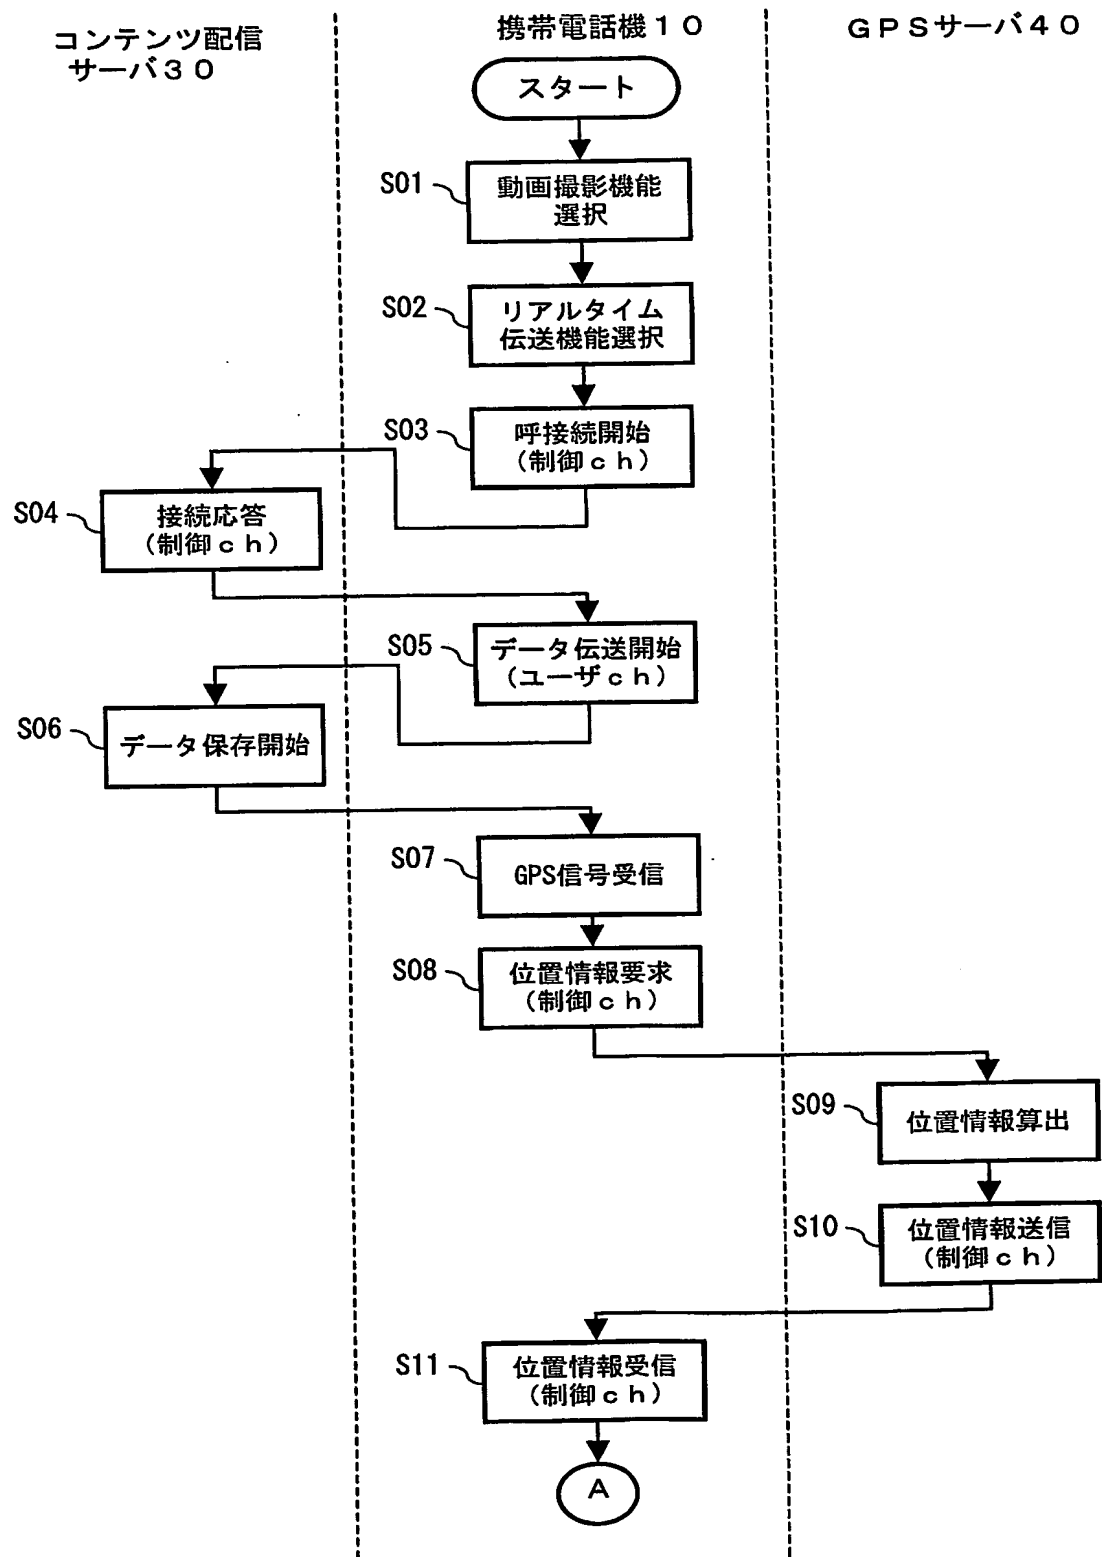 コンテンツ配信
サーバ３０
携帯電話機１０
ＧＰＳサーバ４０
スタート
S01
動画撮影機能
選択
S02
リアルタイム
伝送機能選択
S03
呼接続開始
(制御ｃｈ)
S04
接続応答
(制御ｃｈ)
S05
データ伝送開始
(ユーザｃｈ)
S06
データ保存開始
S07
GPS信号受信
S08
位置情報要求
(制御ｃｈ)
S09
位置情報算出
S10
位置情報送信
(制御ｃｈ)
S11
位置情報受信
(制御ｃｈ)
A